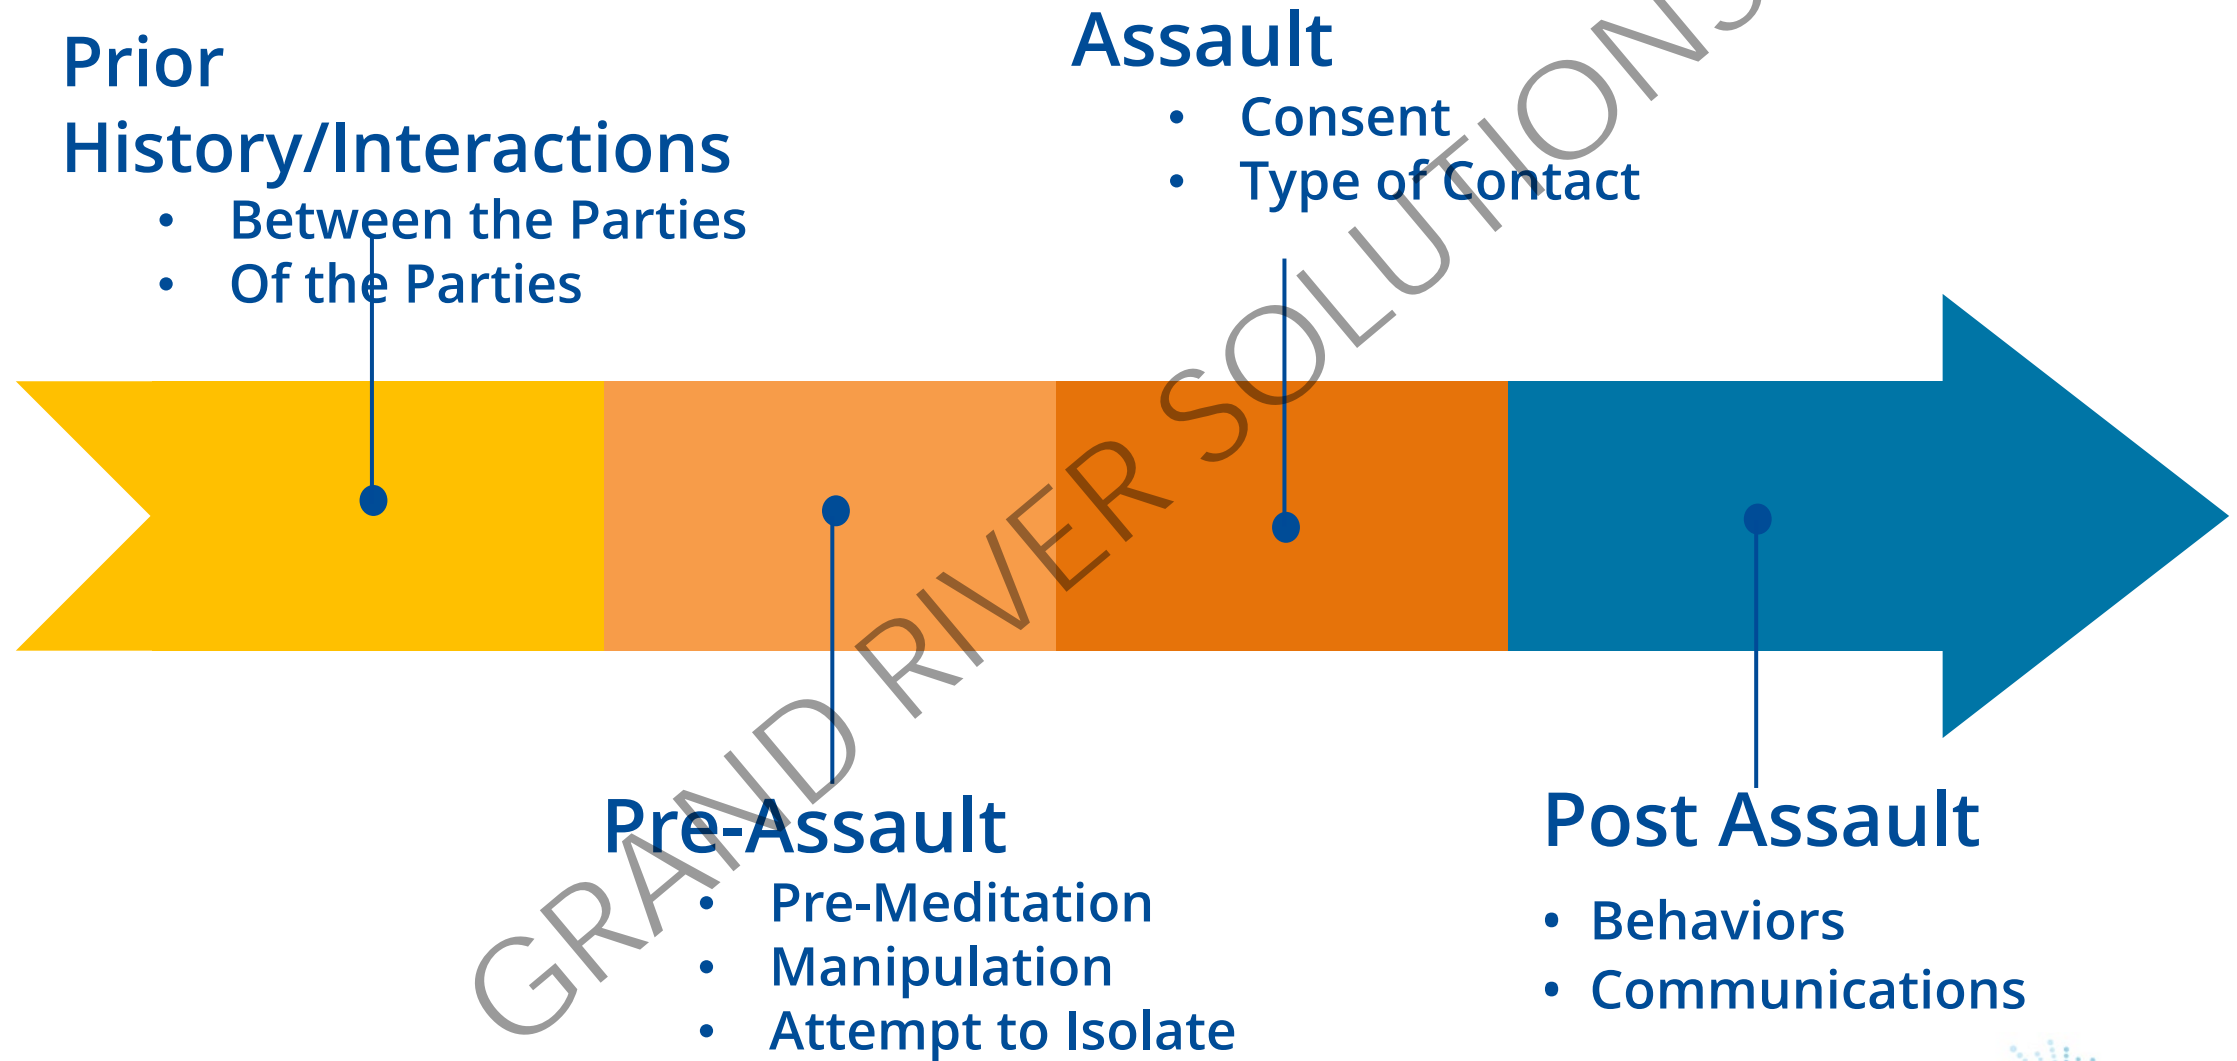 Prior
History/Interactions
• Between the Parties
• Of the Parties
Assault
• Consent
• Type of Contact
Pre-Assault
• Pre-Meditation
• Manipulation
• Attempt to Isolate
Post Assault
• Behaviors
• Communications
GRAND RIVER SOLUTIONS